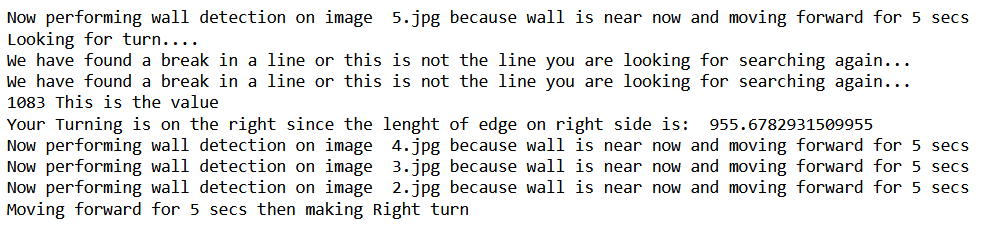 Now performing wall detection on image  5.jpg because wall is near now and moving forward for 5 secs
Looking for turn....
We have found a break in a line or this is not the line you are looking for searching again...
We have found a break in a line or this is not the line you are looking for searching again...
1083 This is the value
Your Turning is on the right since the lenght of edge on right side is:  955.6782931509955
Now performing wall detection on image  4.jpg because wall is near now and moving forward for 5 secs
Now performing wall detection on image  3.jpg because wall is near now and moving forward for 5 secs
Now performing wall detection on image  2.jpg because wall is near now and moving forward for 5 secs
Moving forward for 5 secs then making Right turn